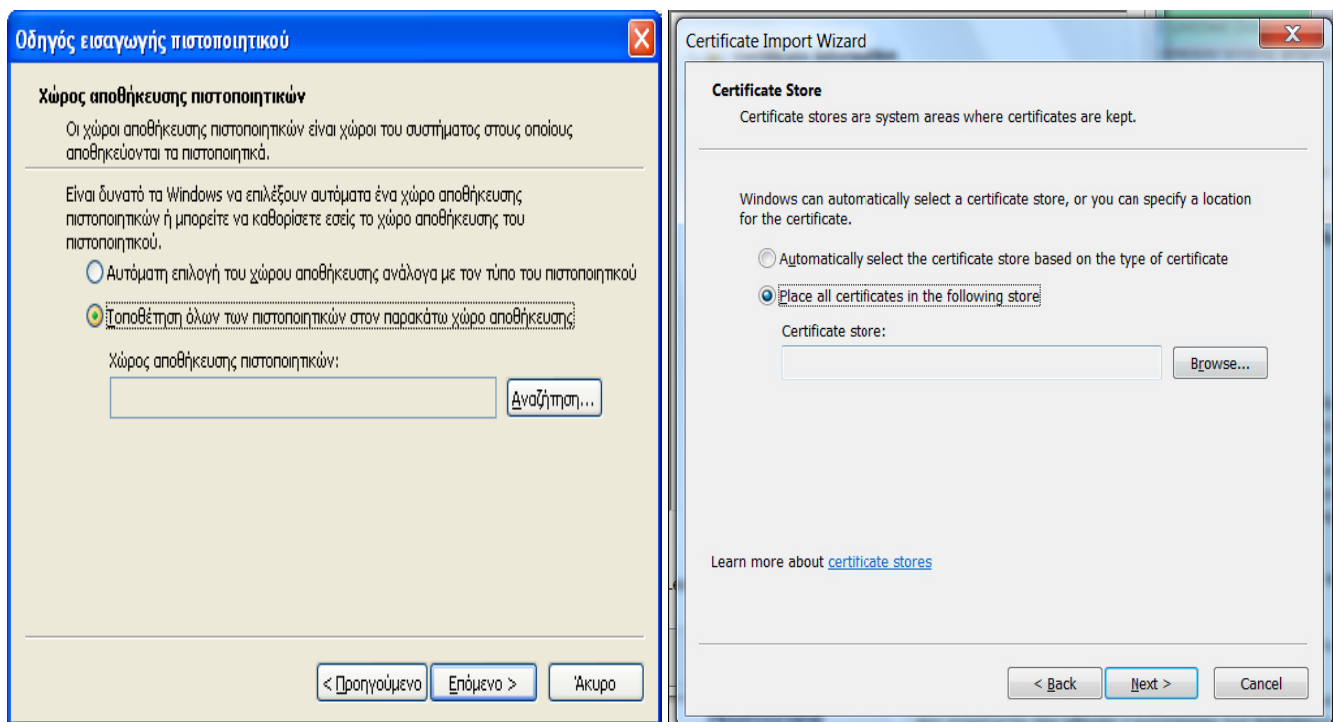 Οδηγός εισαγωγής πιστοποιητικού
Χώρος αποθήκευσης πιστοποιητικών
Οι χώροι αποθήκευσης πιστοποιητικών είναι χώροι του συστήματος στους οποίους
αποθηκεύονται τα πιστοποιητικά.
Είναι δυνατό τα Windows να επιλέξουν αυτόματα ένα χώρο αποθήκευσης
πιστοποιητικών ή μπορείτε να καθορίσετε εσείς το χώρο αποθήκευσης του
πιστοποιητικού.
Αυτόματη επιλογή του χώρου αποθήκευσης ανάλογα με τον τύπο του πιστοποιητικού
Τοποθέτηση όλων των πιστοποιητικών στον παρακάτω χώρο αποθήκευσης
Χώρος αποθήκευσης πιστοποιητικών:
Αναζήτηση...
< Προηγούμενο
Επόμενο >
Άκυρο
Certificate Import Wizard
Certificate Store
Certificate stores are system areas where certificates are kept.
Windows can automatically select a certificate store, or you can specify a location
for the certificate.
Automatically select the certificate store based on the type of certificate
Place all certificates in the following store
Certificate store:
Browse...
Learn more about certificate stores
< Back
Next >
Cancel